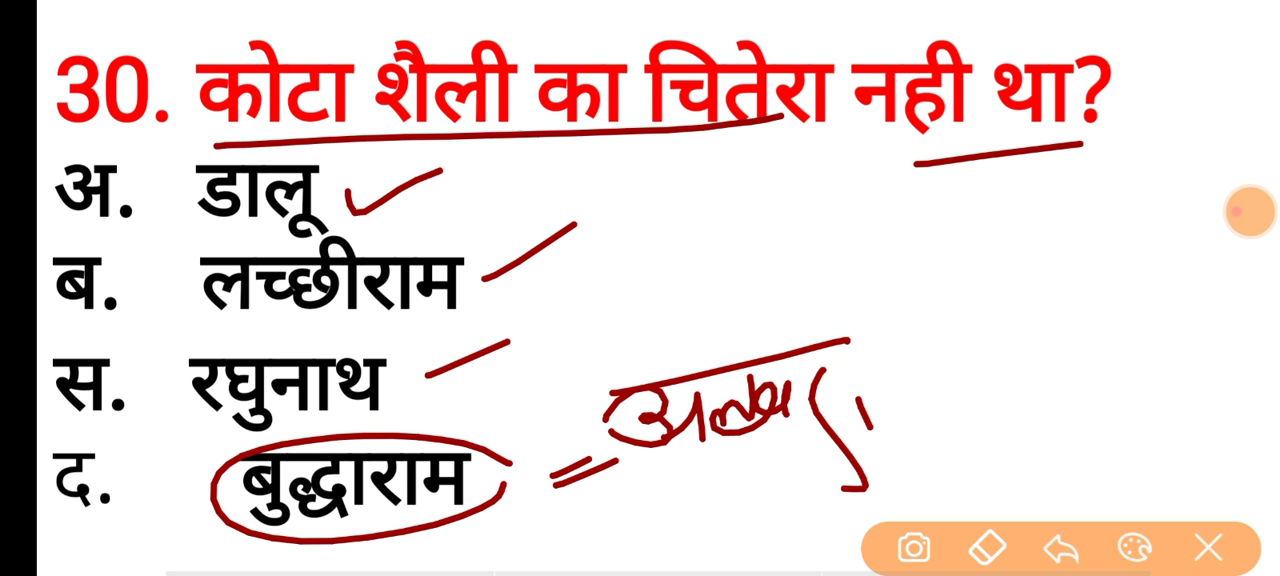 30. कोटा शैली का चितेरा नही था?
अ. डालू
ब. लच्छीराम
स. रघुनाथ
द. बुद्धाराम =